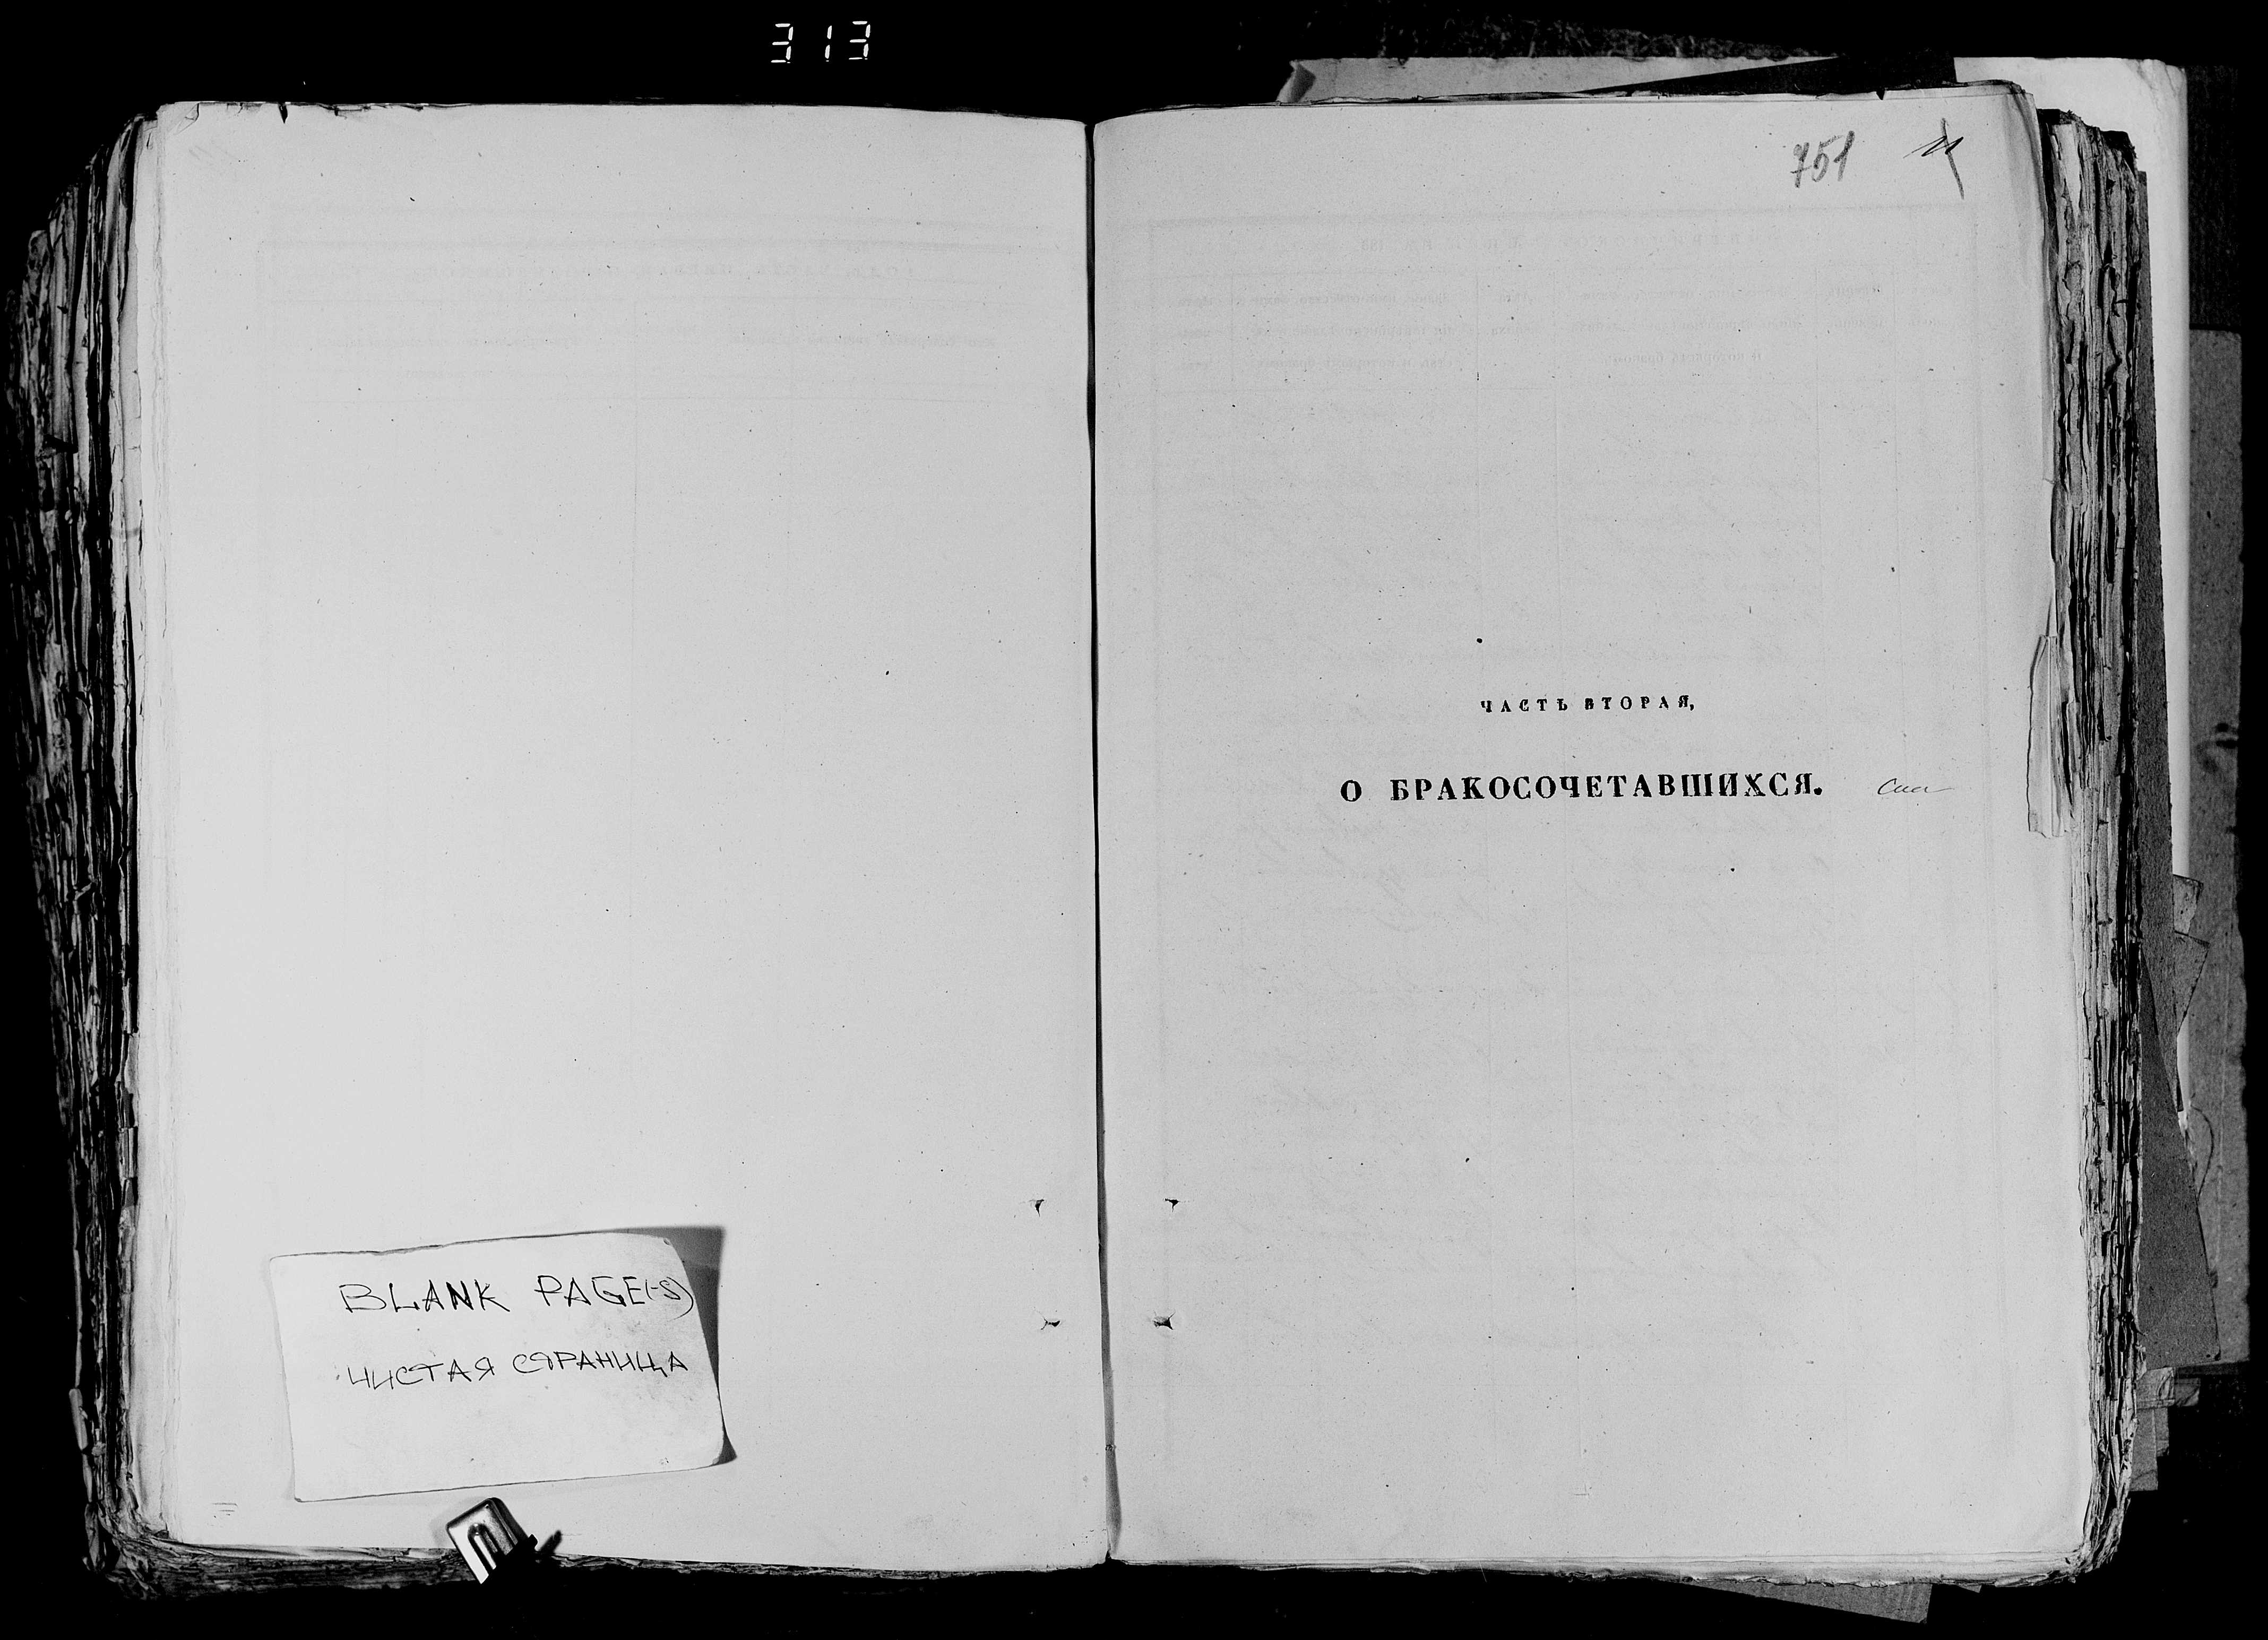 313
751
ЧАСТЬ ВТОРАЯ,
О БРАКОСОЧЕТАВШИХСЯ.
BLANK PAGE(-S)
ЧИСТАЯ СТРАНИЦА